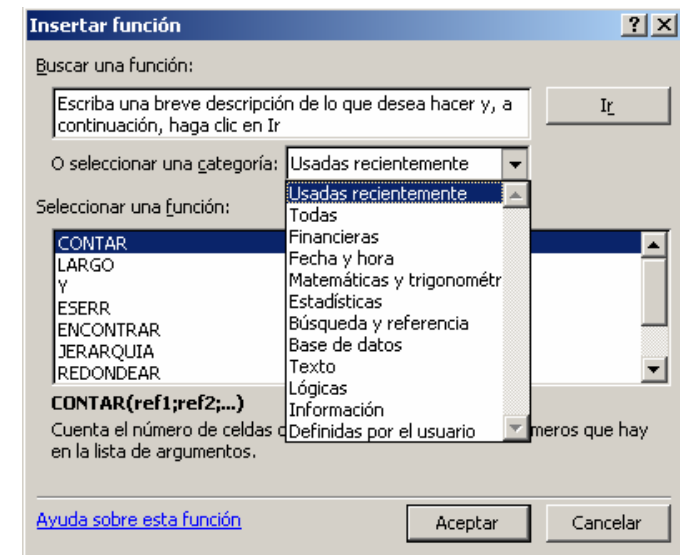 Insertar función
Buscar una función:
Escriba una breve descripción de lo que desea hacer y, a
continuación, haga clic en Ir
Ir
O seleccionar una categoría:
Usadas recientemente
Usadas recientemente
Todas
Financieras
Fecha y hora
Matemáticas y trigonométr
Estadísticas
Búsqueda y referencia
Base de datos
Texto
Lógicas
Información
Definidas por el usuario
Seleccionar una función:
CONTAR
LARGO
Y
ESERR
ENCONTRAR
JERARQUIA
REDONDEAR
CONTAR(ref1;ref2;...)
Cuenta el número de celdas q meros que hay
en la lista de argumentos.
Ayuda sobre esta función
Aceptar
Cancelar